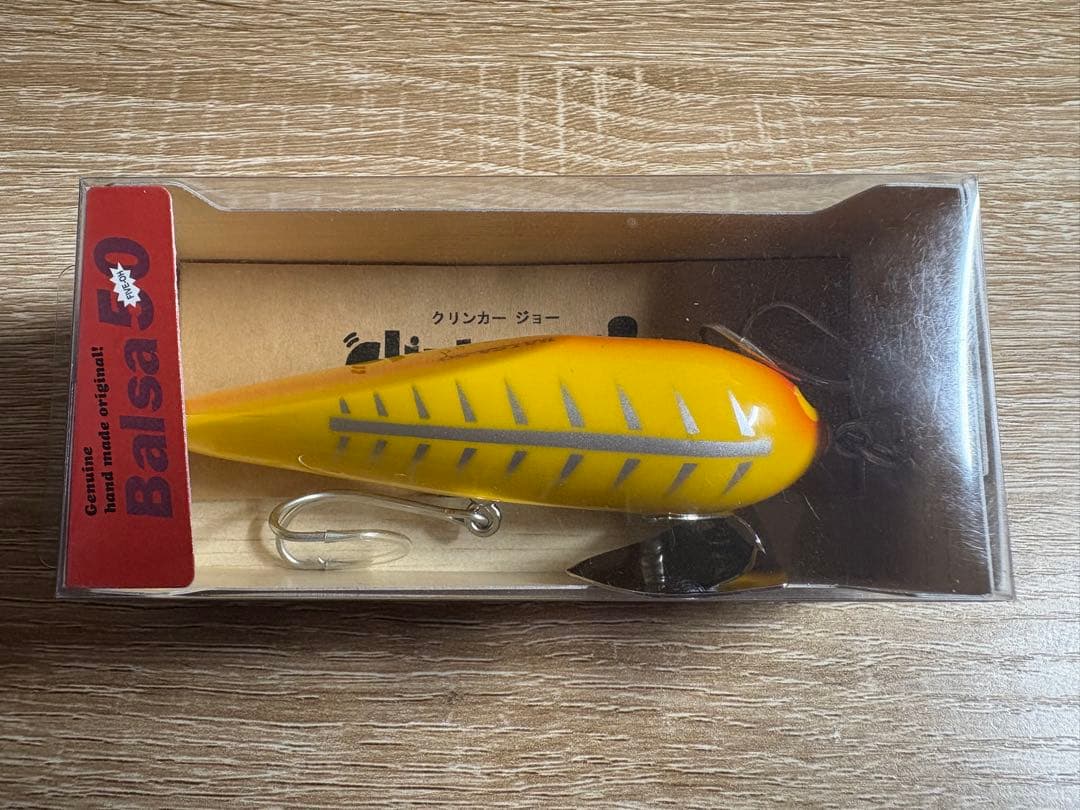 Genuine
hand made original!
Balsa 50
FIVE OH
クリンカー ジョー